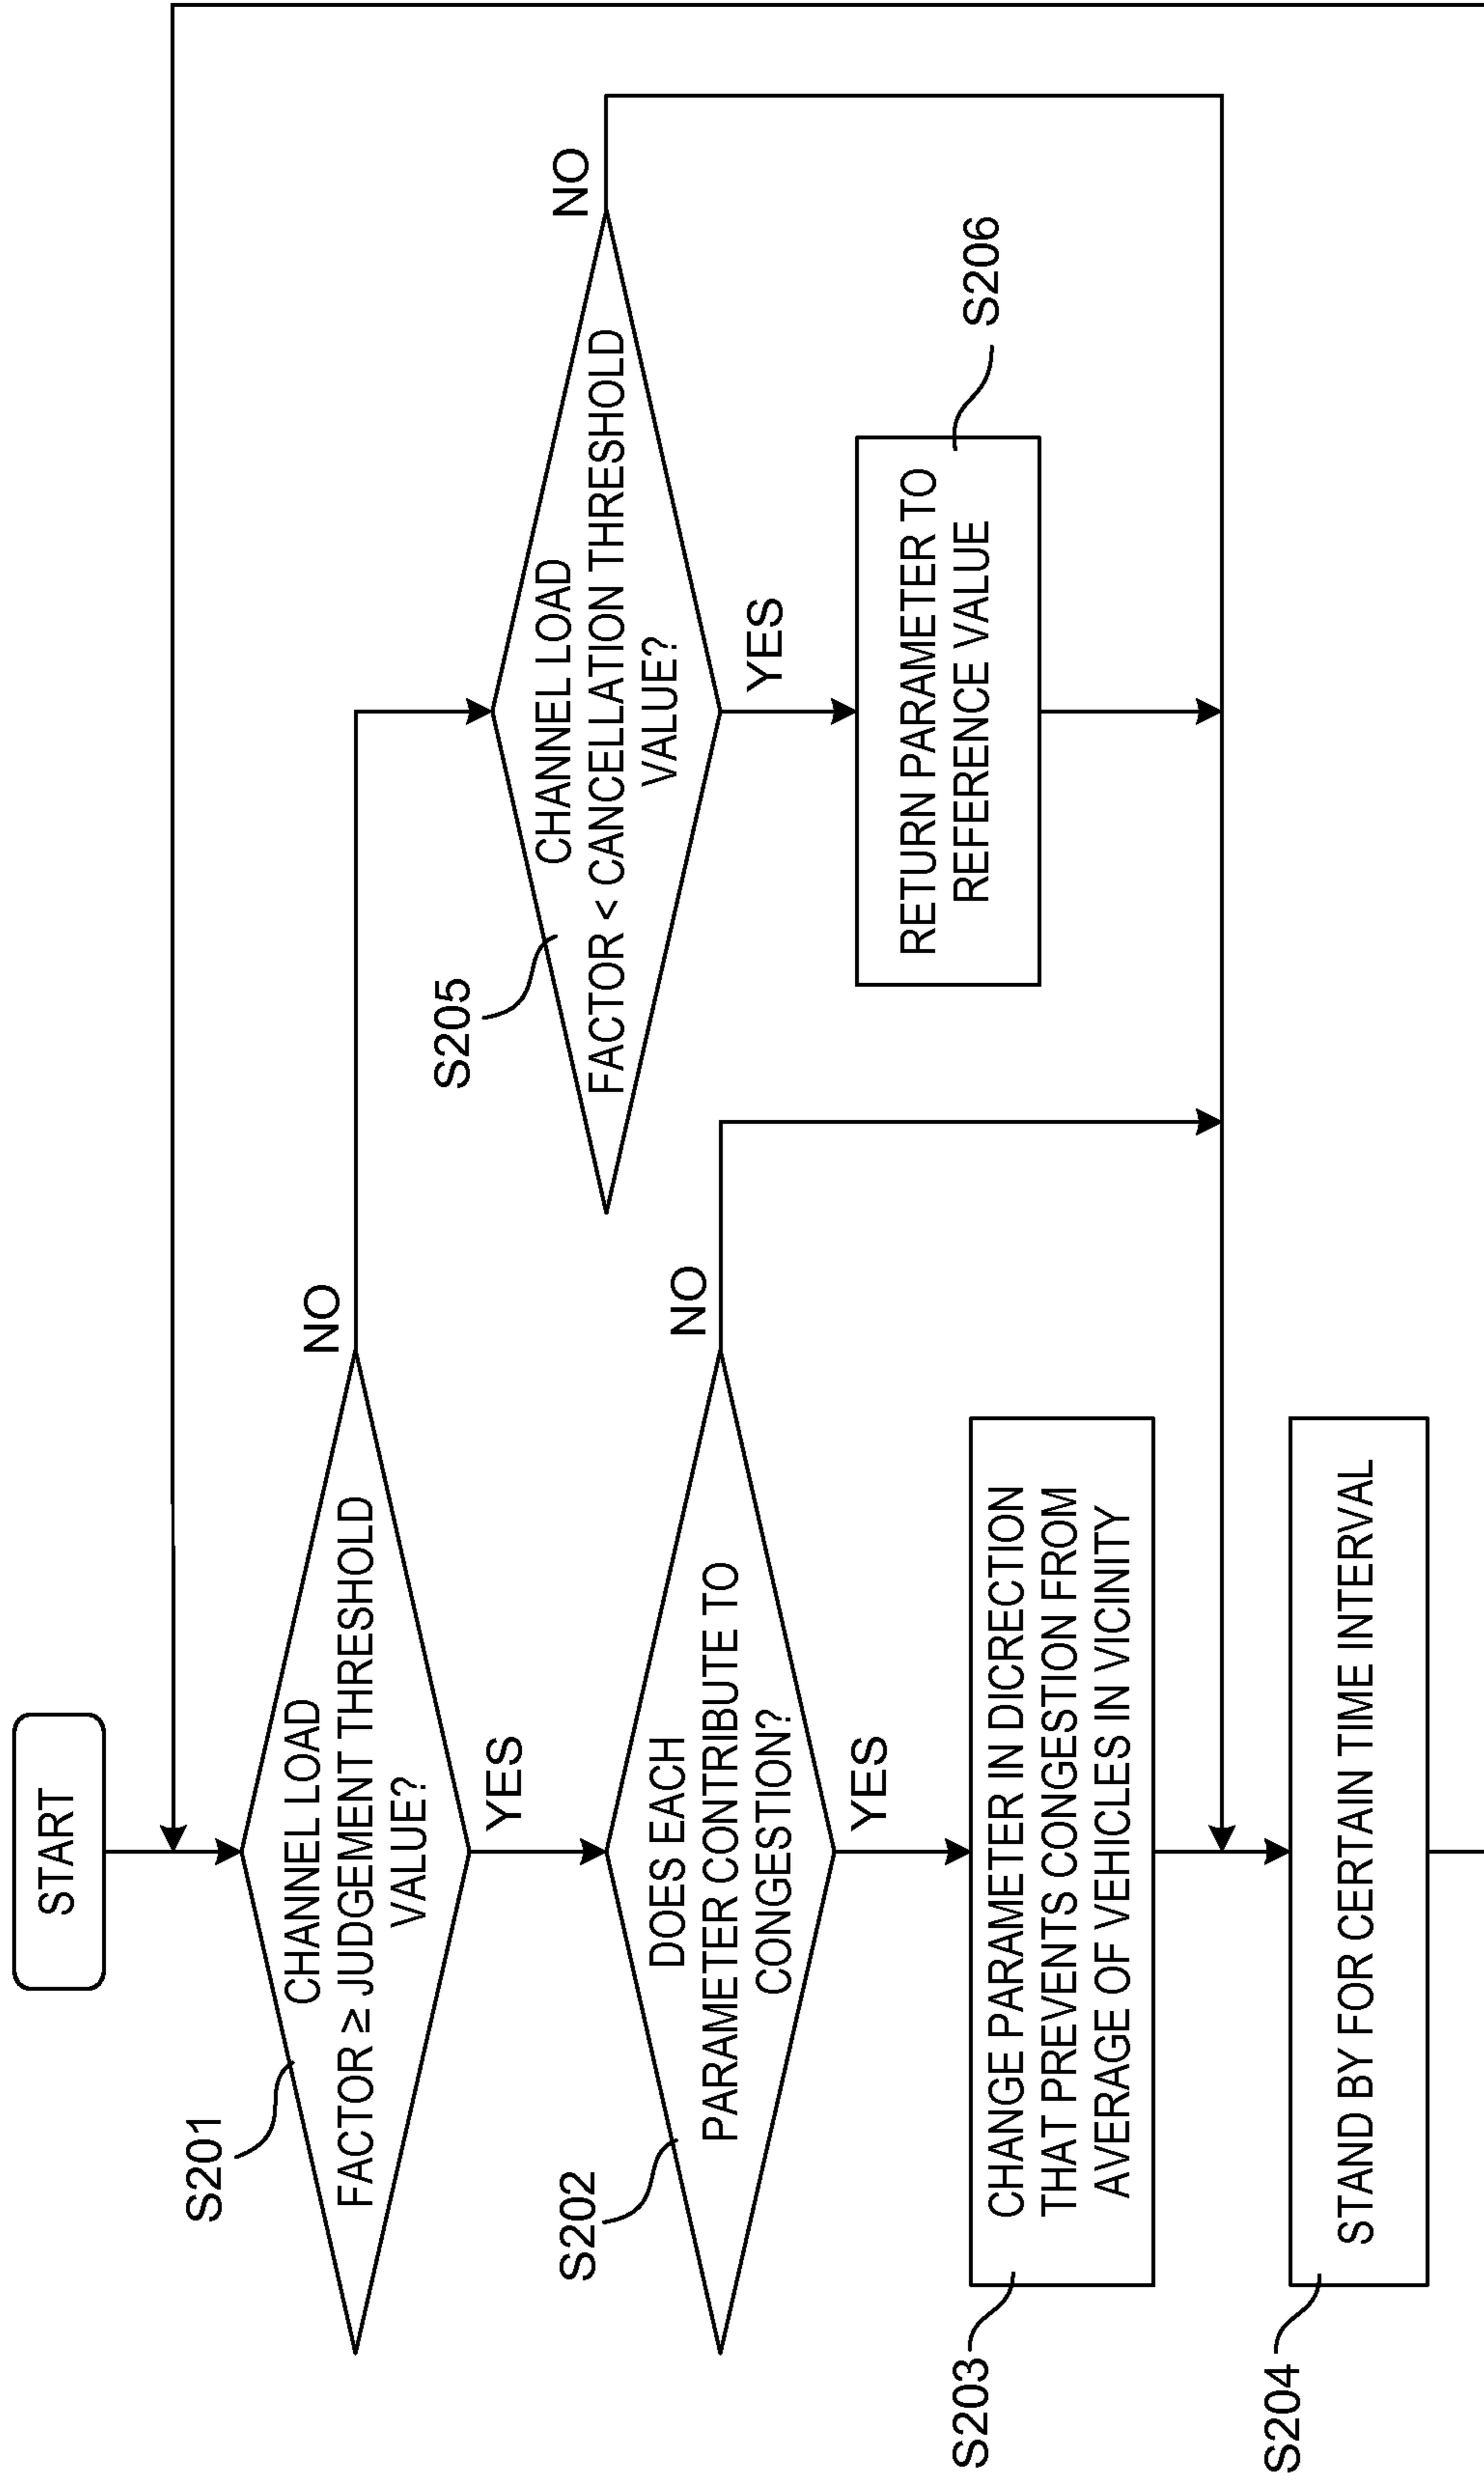 START
S201
CHANNEL LOAD
FACTOR ≥ JUDGEMENT THRESHOLD
VALUE?
NO
YES
S202
DOES EACH
PARAMETER CONTRIBUTE TO
CONGESTION?
NO
YES
S203
CHANGE PARAMETER IN DICRECTION
THAT PREVENTS CONGESTION FROM
AVERAGE OF VEHICLES IN VICINITY
S204
STAND BY FOR CERTAIN TIME INTERVAL
S205
CHANNEL LOAD
FACTOR < CANCELLATION THRESHOLD
VALUE?
NO
YES
S206
RETURN PARAMETER TO
REFERENCE VALUE